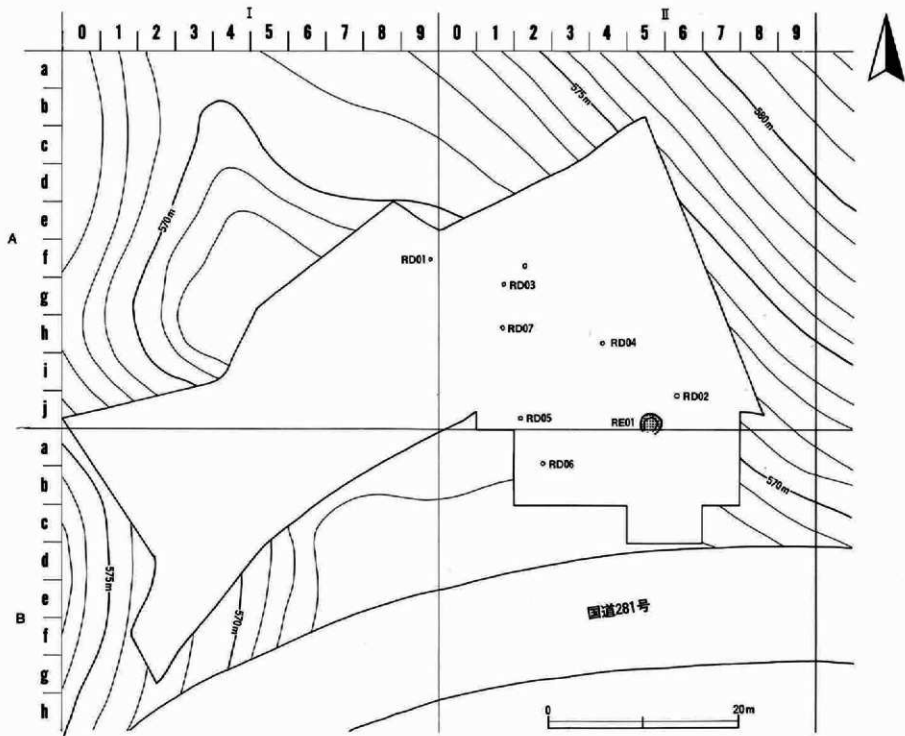 I II
0 1 2 3 4 5 6 7 8 9 0 1 2 3 4 5 6 7 8 9
A
a
b
c
d
e
f
g
h
i
j
B
a
b
c
d
e
f
g
h
575m
580m
570m
RD01
RD03
RD07
RD04
RD02
RD05
RE01
RD06
570m
575m
570m
国道281号
0 20m